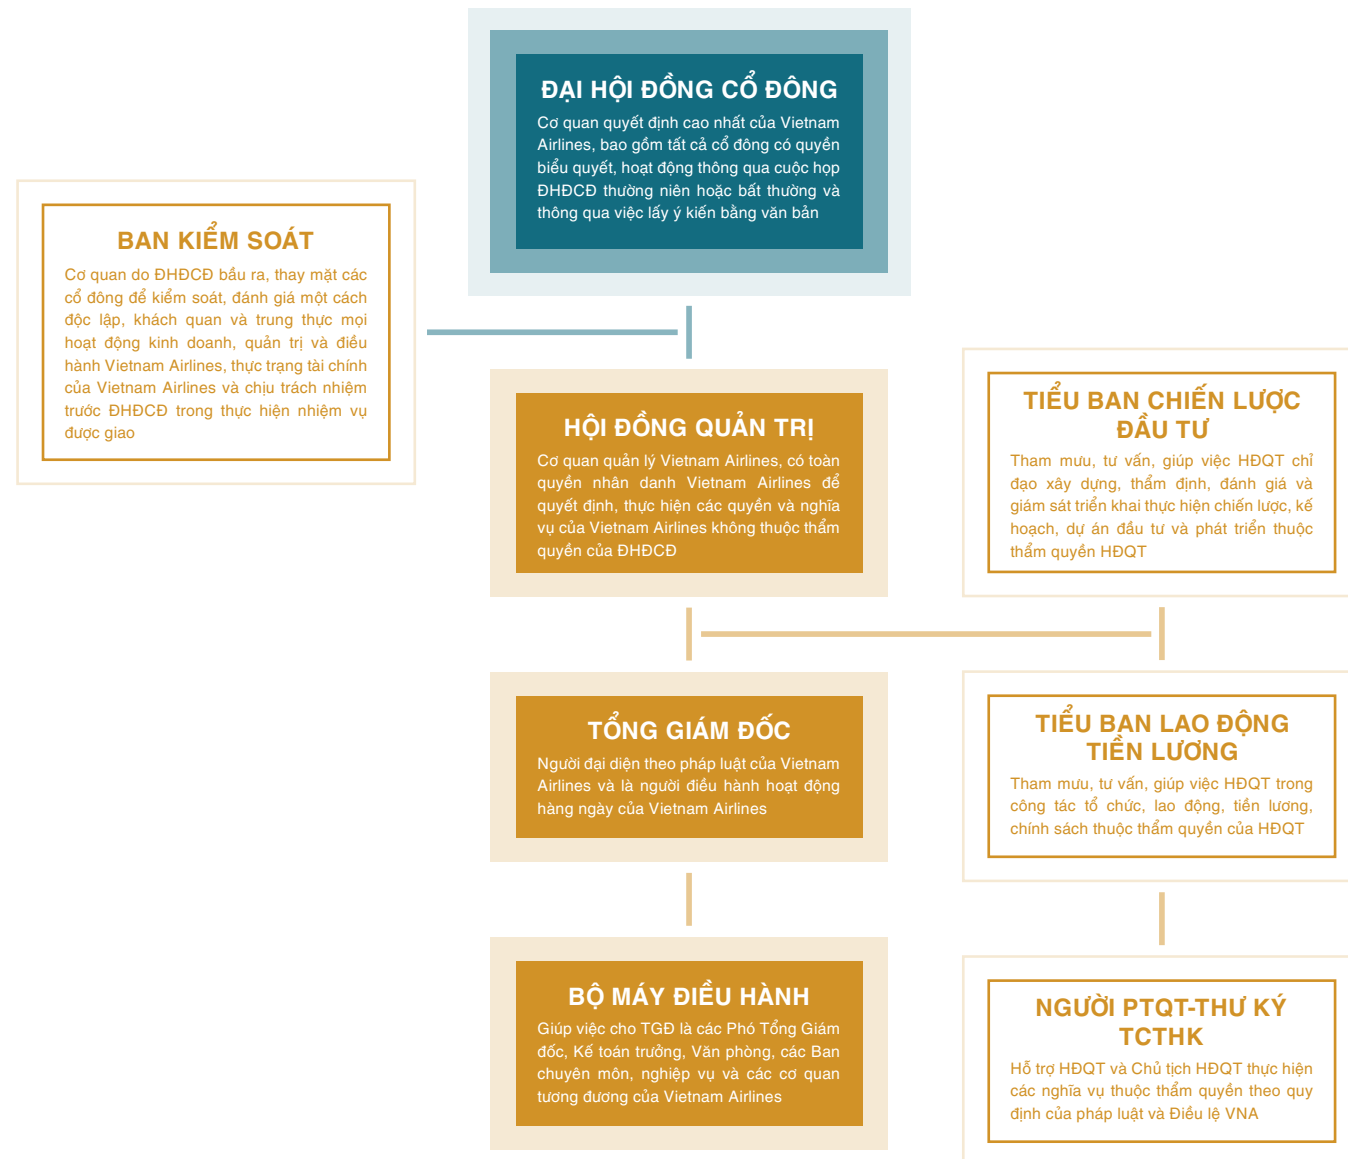 ĐẠI HỘI ĐỒNG CỔ ĐÔNG
Cơ quan quyết định cao nhất của Vietnam
Airlines, bao gồm tất cả cổ đông có quyền
biểu quyết, hoạt động thông qua cuộc họp
ĐHĐCĐ thường niên hoặc bất thường và
thông qua việc lấy ý kiến bằng văn bản
BAN KIỂM SOÁT
Cơ quan do ĐHĐCĐ bầu ra, thay mặt các
cổ đông để kiểm soát, đánh giá một cách
độc lập, khách quan và trung thực mọi
hoạt động kinh doanh, quản trị và điều
hành Vietnam Airlines, thực trạng tài chính
của Vietnam Airlines và chịu trách nhiệm
trước ĐHĐCĐ trong thực hiện nhiệm vụ
được giao
HỘI ĐỒNG QUẢN TRỊ
Cơ quan quản lý Vietnam Airlines, có toàn
quyền nhân danh Vietnam Airlines để
quyết định, thực hiện các quyền và nghĩa
vụ của Vietnam Airlines không thuộc thẩm
quyền của ĐHĐCĐ
TIỂU BAN CHIẾN LƯỢC
ĐẦU TƯ
Tham mưu, tư vấn, giúp việc HĐQT chỉ
đạo xây dựng, thẩm định, đánh giá và
giám sát triển khai thực hiện chiến lược, kế
hoạch, dự án đầu tư và phát triển thuộc
thẩm quyền HĐQT
TỔNG GIÁM ĐỐC
Người đại diện theo pháp luật của Vietnam
Airlines và là người điều hành hoạt động
hàng ngày của Vietnam Airlines
TIỂU BAN LAO ĐỘNG
TIỀN LƯƠNG
Tham mưu, tư vấn, giúp việc HĐQT trong
công tác tổ chức, lao động, tiền lương,
chính sách thuộc thẩm quyền của HĐQT
BỘ MÁY ĐIỀU HÀNH
Giúp việc cho TGĐ là các Phó Tổng Giám
đốc, Kế toán trưởng, Văn phòng, các Ban
chuyên môn, nghiệp vụ và các cơ quan
tương đương của Vietnam Airlines
NGƯỜI PTQT-THƯ KÝ
TCTHK
Hỗ trợ HĐQT và Chủ tịch HĐQT thực hiện
các nghĩa vụ thuộc thẩm quyền theo quy
định của pháp luật và Điều lệ VNA